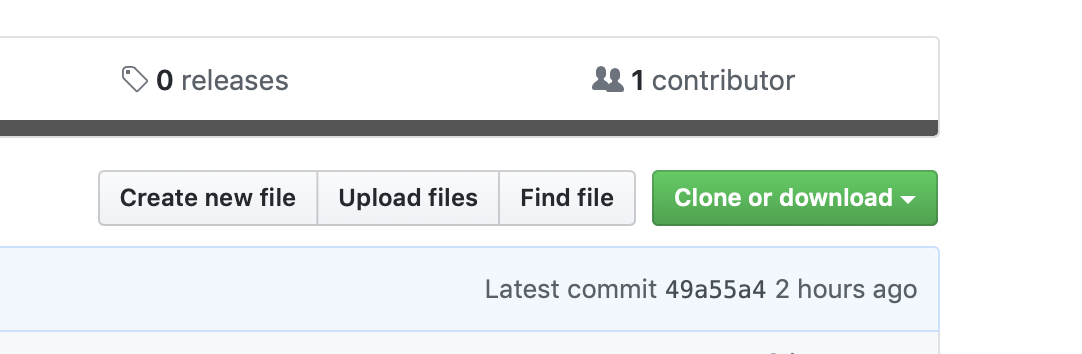 0 releases 1 contributor
Create new file Upload files Find file Clone or download
Latest commit 49a55a4 2 hours ago